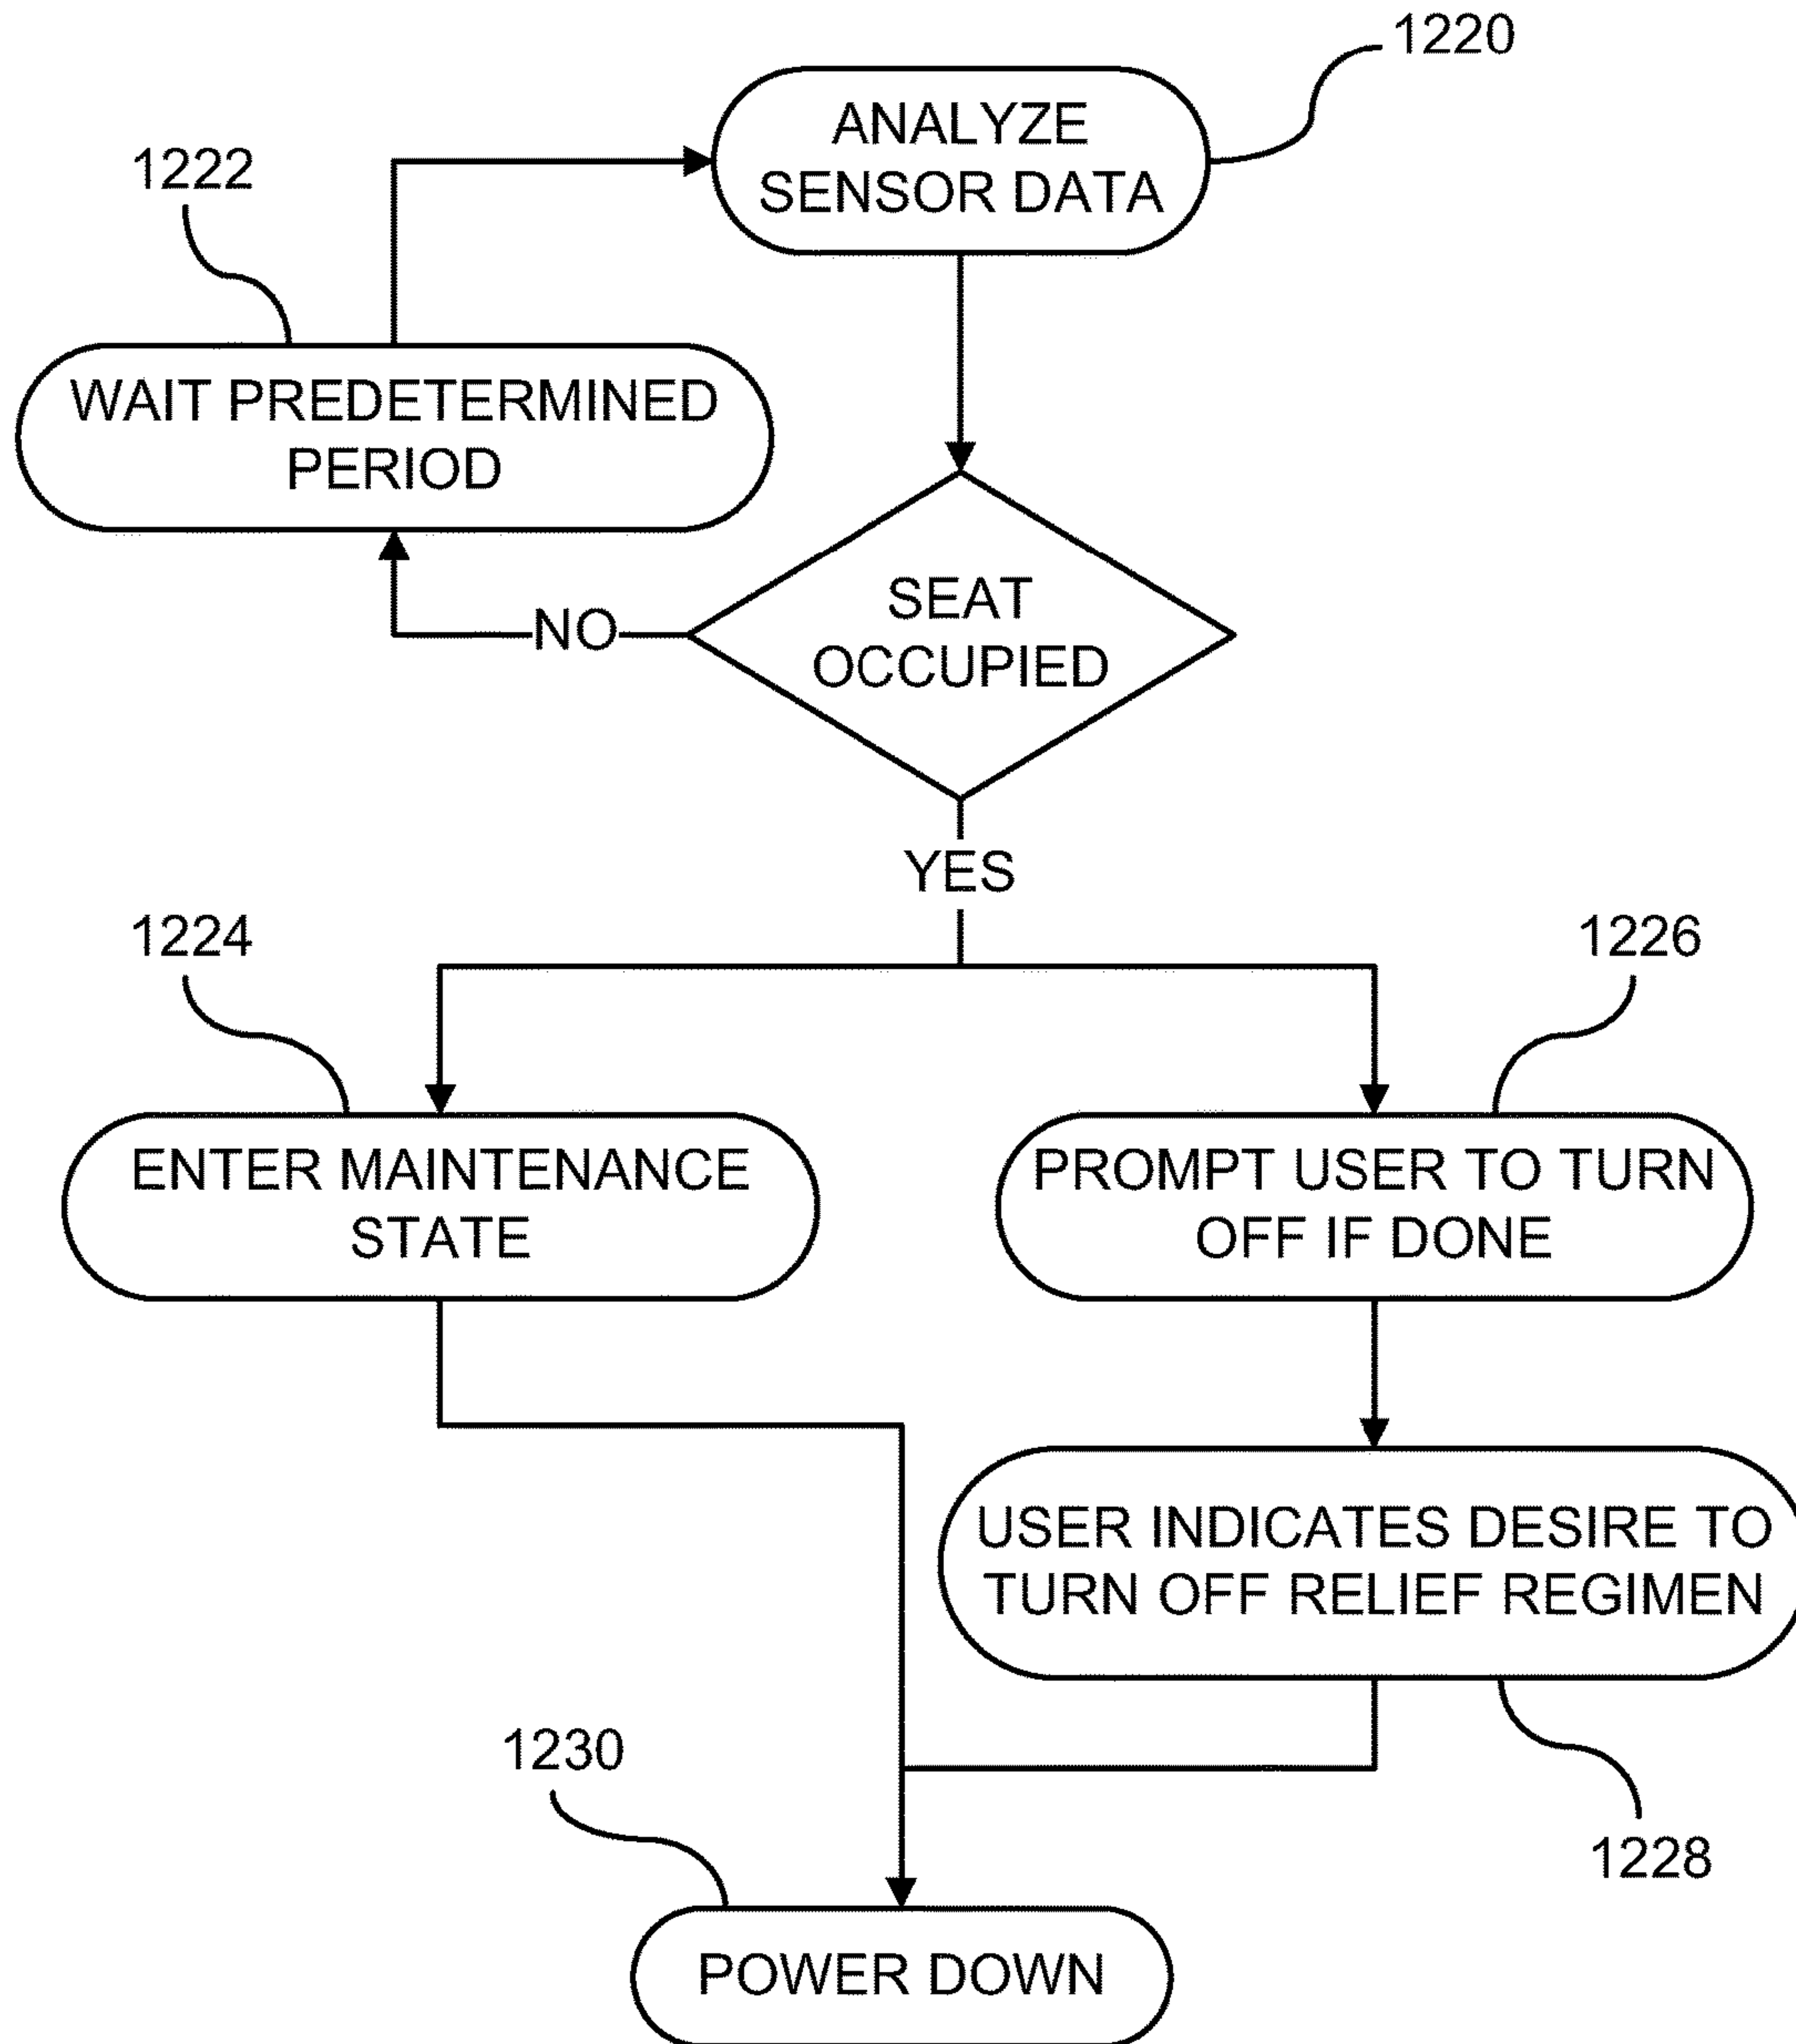 1220
ANALYZE
SENSOR DATA
1222
WAIT PREDETERMINED
PERIOD
SEAT
OCCUPIED
NO
YES
1224
1226
ENTER MAINTENANCE
STATE
PROMPT USER TO TURN
OFF IF DONE
USER INDICATES DESIRE TO
TURN OFF RELIEF REGIMEN
1230
1228
POWER DOWN